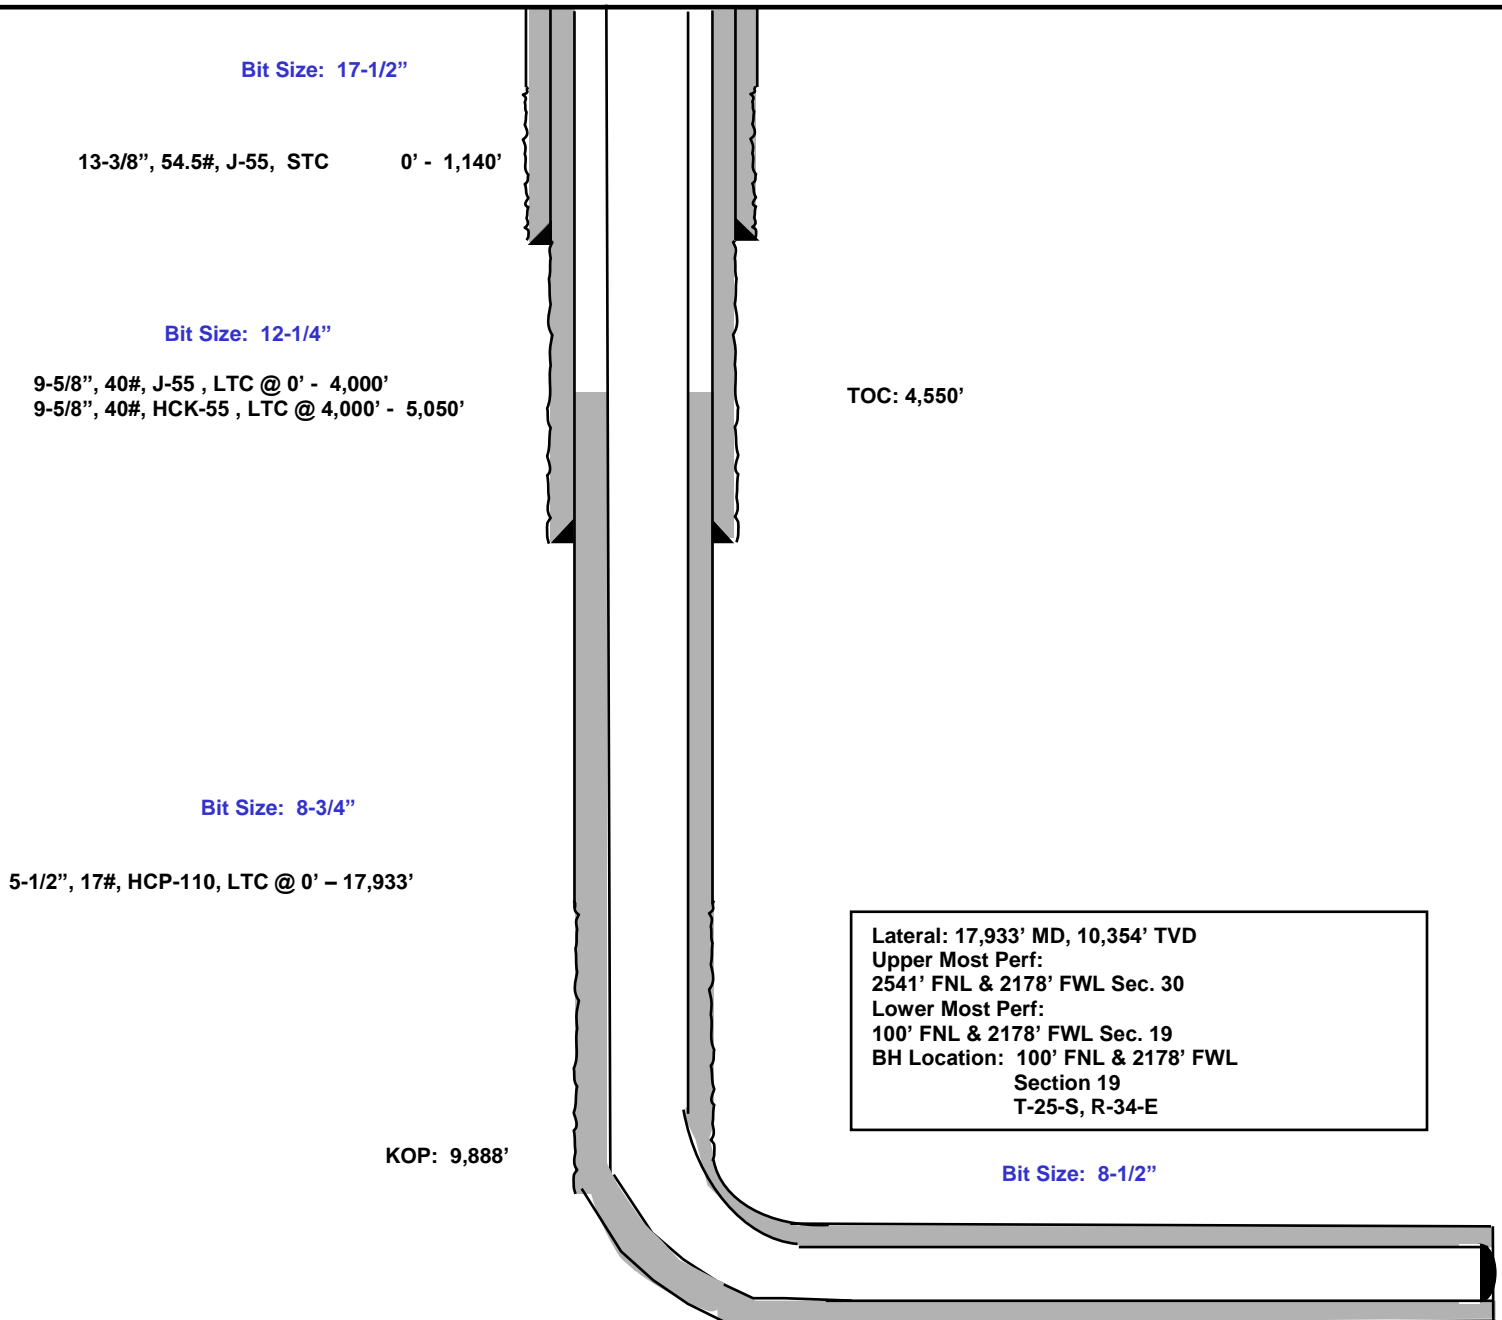 Bit Size: 17-1/2”
13-3/8”, 54.5#, J-55, STC 0’ - 1,140’
Bit Size: 12-1/4”
9-5/8”, 40#, J-55 , LTC @ 0’ - 4,000’
9-5/8”, 40#, HCK-55 , LTC @ 4,000’ - 5,050’
TOC: 4,550’
Bit Size: 8-3/4”
5-1/2”, 17#, HCP-110, LTC @ 0’ – 17,933’
Lateral: 17,933’ MD, 10,354’ TVD
Upper Most Perf:
2541’ FNL & 2178’ FWL Sec. 30
Lower Most Perf:
100’ FNL & 2178’ FWL Sec. 19
BH Location: 100’ FNL & 2178’ FWL
Section 19
T-25-S, R-34-E
KOP: 9,888’
Bit Size: 8-1/2”